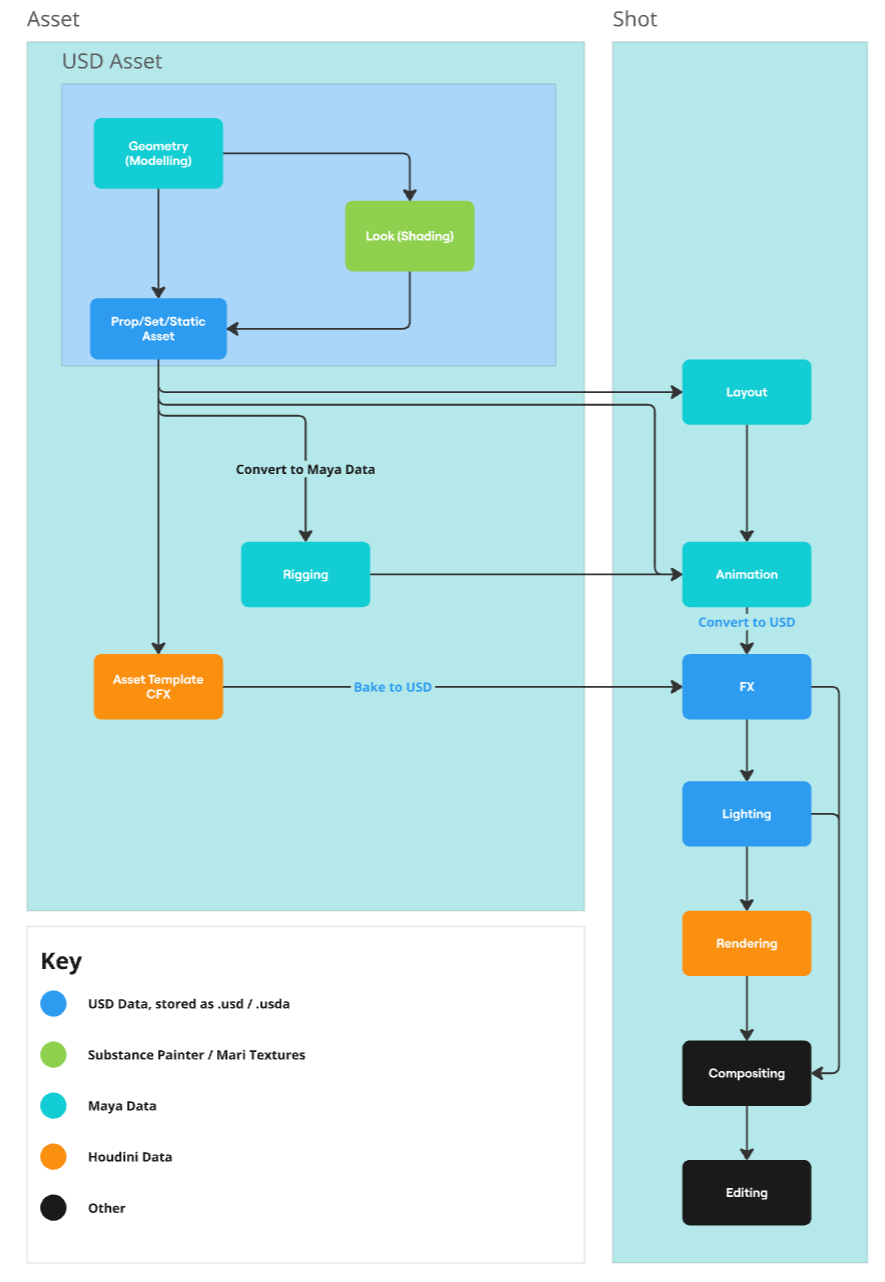 Asset
Shot
USD Asset
Geometry
(Modelling)
Look (Shading)
Prop/Set/Static
Asset
Layout
Convert to Maya Data
Rigging
Animation
Convert to USD
Asset Template
CFX
Bake to USD
FX
Lighting
Rendering
Key
USD Data, stored as .usd / .usda
Substance Painter / Mari Textures
Compositing
Maya Data
Houdini Data
Editing
Other